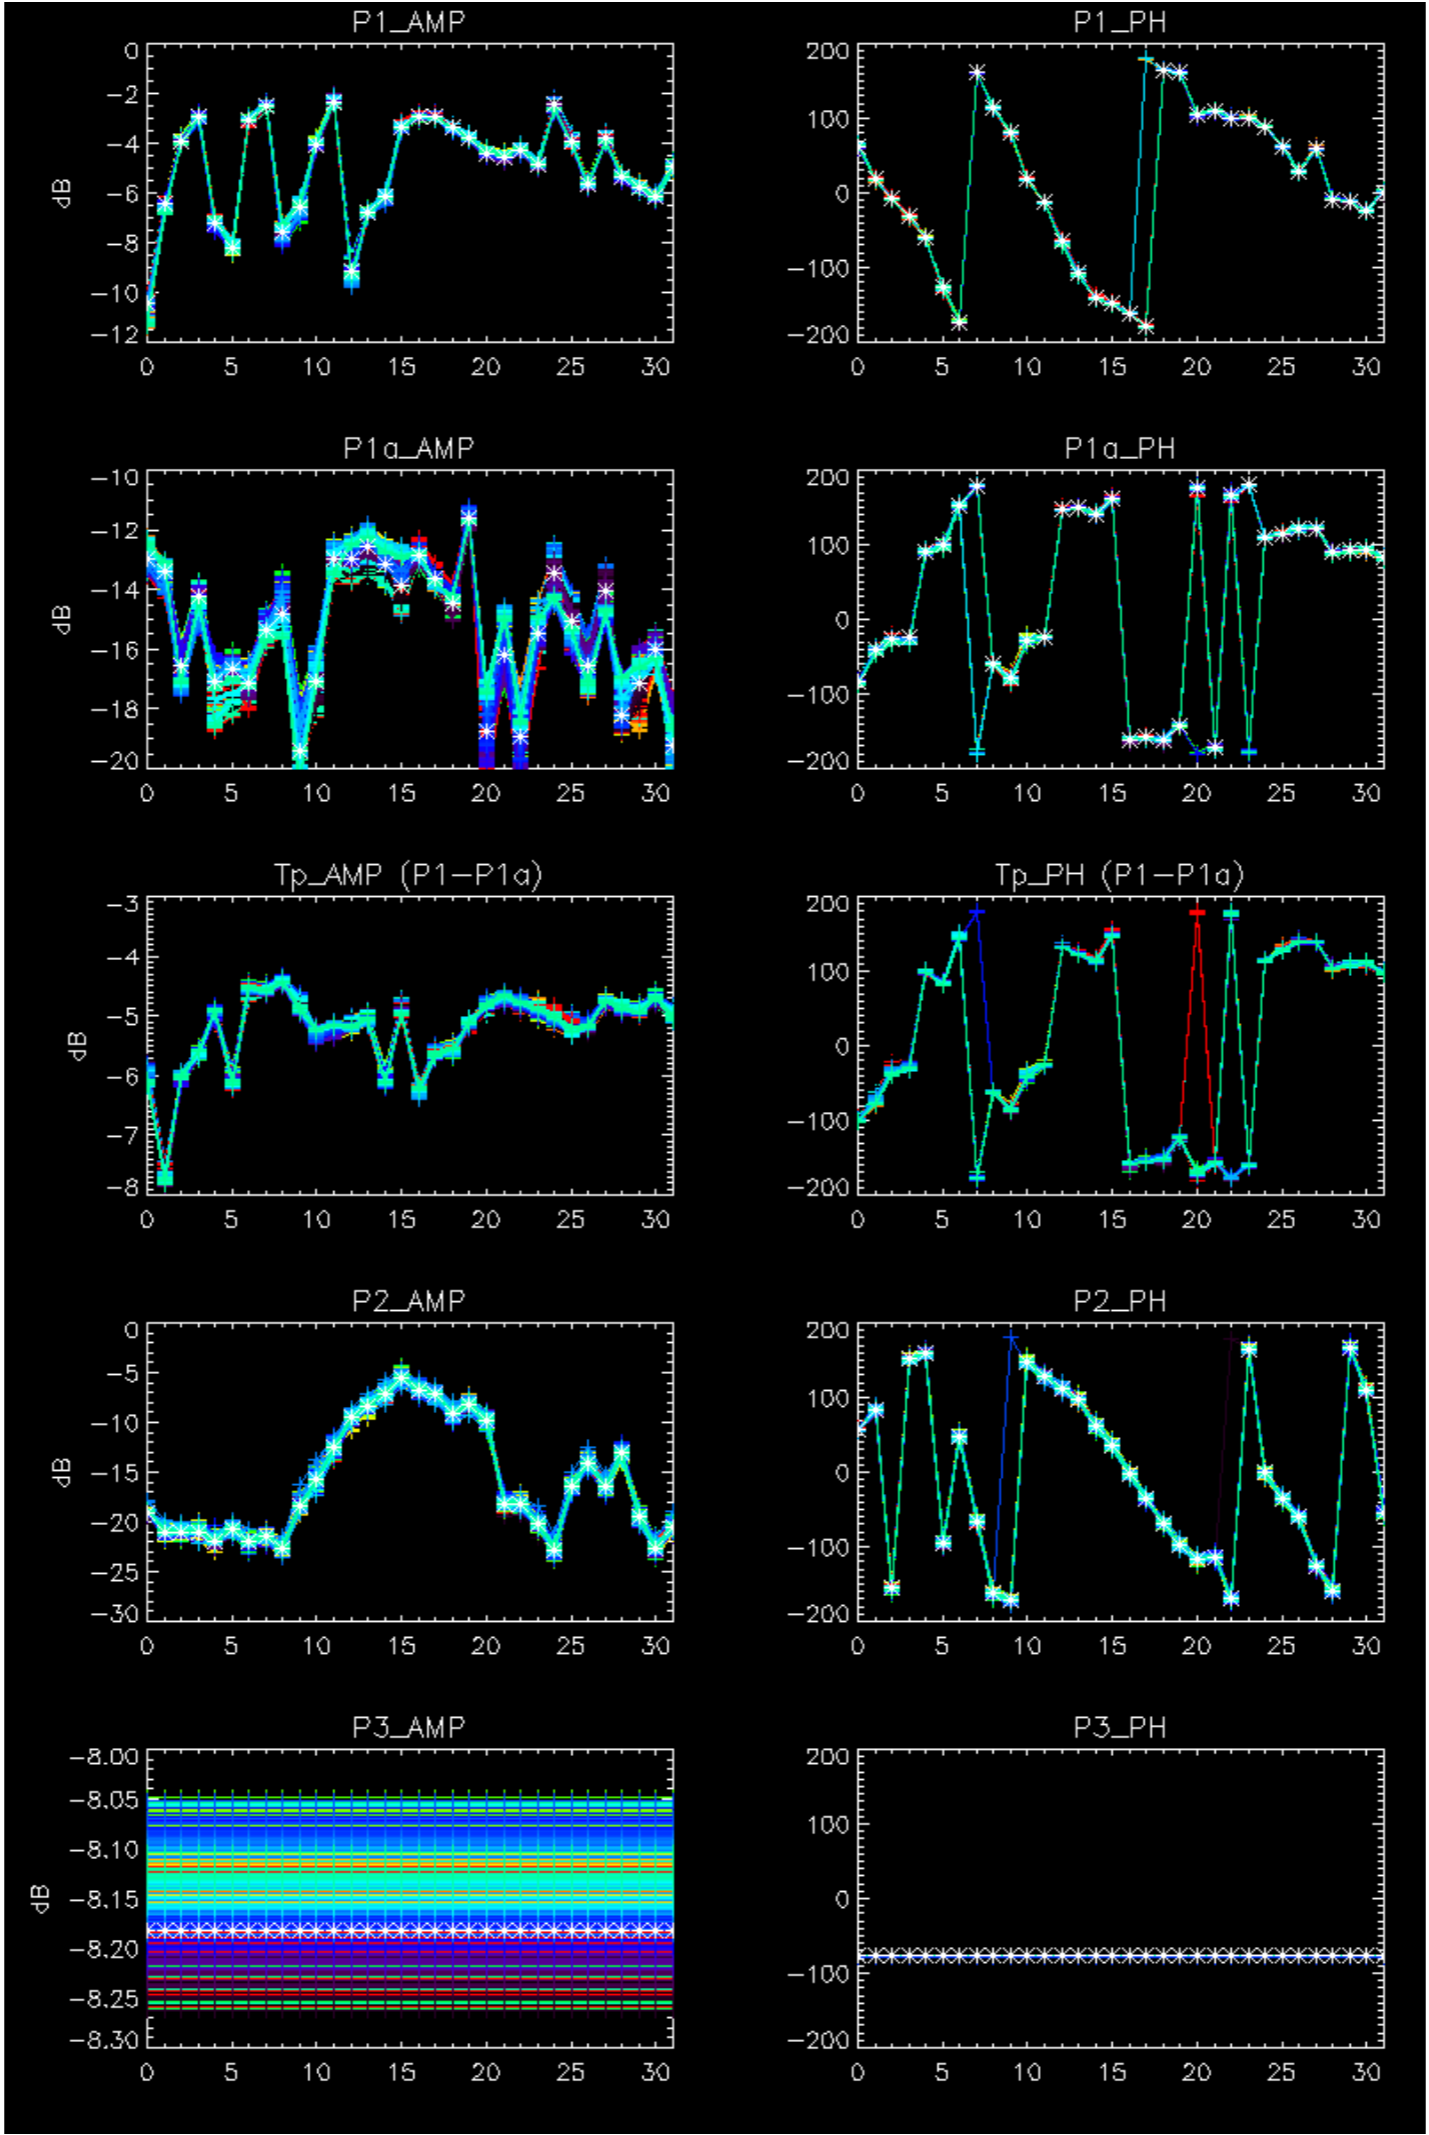 P1_AMP P1_PH
0 200
-2
-4 100
-6 0
dB
-8 -100
-10
-12 -200
0 5 10 15 20 25 30 0 5 10 15 20 25 30
P1a_AMP P1a_PH
-10 200
-12 100
-14
dB 0
-16
-18 -100
-20 -200
0 5 10 15 20 25 30 0 5 10 15 20 25 30
Tp_AMP (P1-P1a) Tp_PH (P1-P1a)
-3 200
-4 100
-5 0
dB
-6
-7 -100
-8 -200
0 5 10 15 20 25 30 0 5 10 15 20 25 30
P2_AMP P2_PH
0 200
-5 100
-10
-15 0
dB
-20 -100
-25
-30 -200
0 5 10 15 20 25 30 0 5 10 15 20 25 30
P3_AMP P3_PH
-8.00 200
-8.05 100
-8.10
-8.15 0
dB
-8.20 -100
-8.25
-8.30 -200
0 5 10 15 20 25 30 0 5 10 15 20 25 30